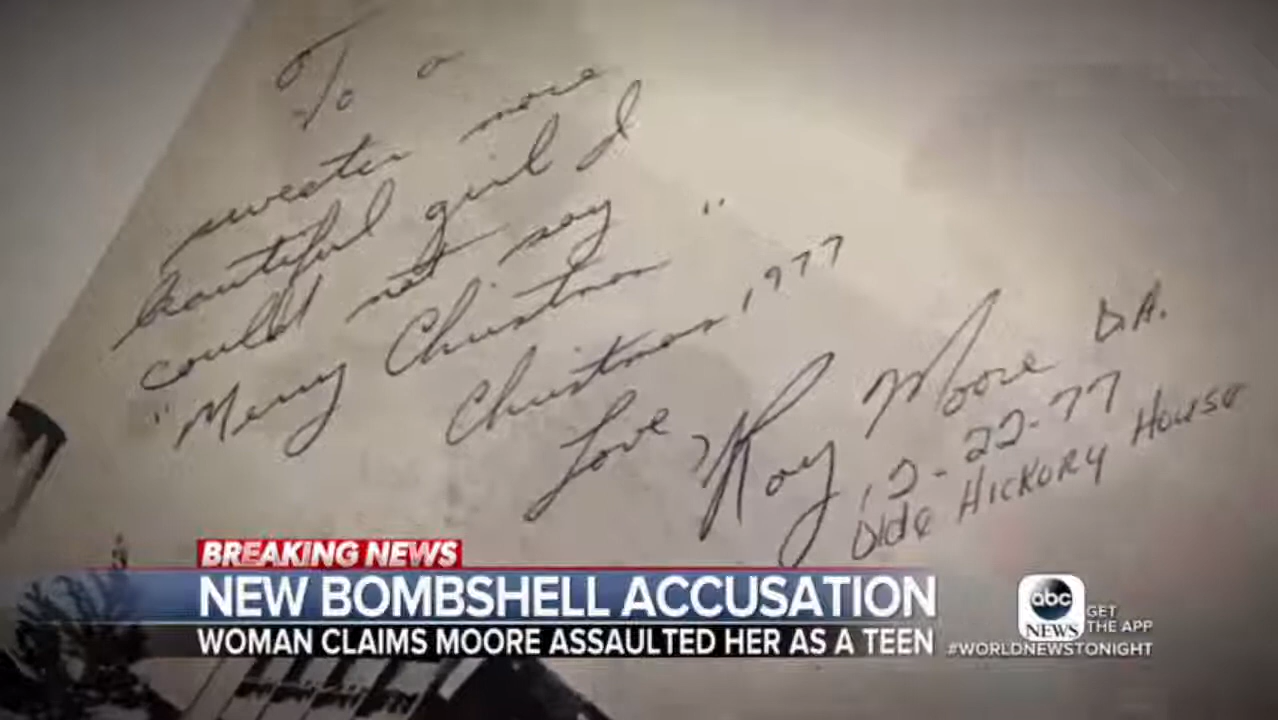 To a
sweeter more
beautiful girl I
could not say
"Merry Christmas"
Christmas 1977
Love Roy Moore D.A.
12-22-77
Olde Hickory House
BREAKING NEWS
NEW BOMBSHELL ACCUSATION
WOMAN CLAIMS MOORE ASSAULTED HER AS A TEEN
abc
NEWS
GET
THE APP
#WORLDNEWSTONIGHT